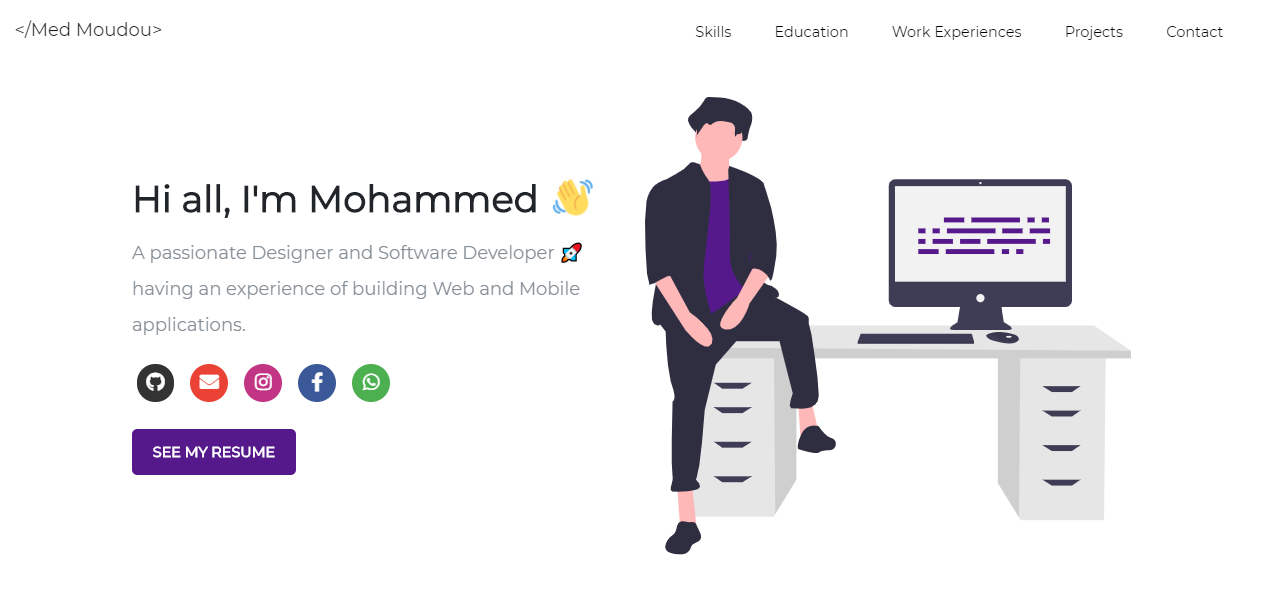 </Med Moudou>
Skills Education Work Experiences Projects Contact
Hi all, I'm Mohammed 👋
A passionate Designer and Software Developer 🚀
having an experience of building Web and Mobile
applications.
SEE MY RESUME